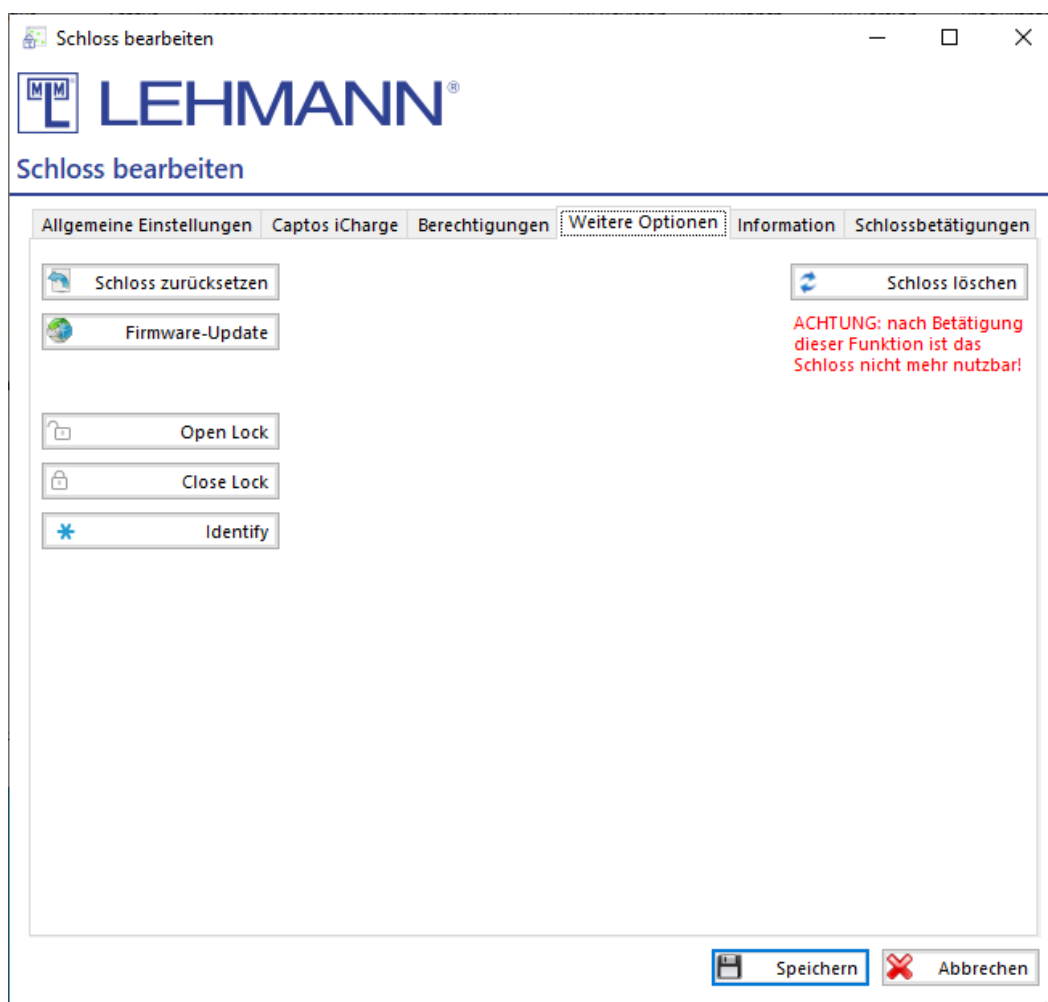 Schloss bearbeiten
MM
L
LEHMANN®
Schloss bearbeiten
Allgemeine Einstellungen Captos iCharge Berechtigungen Weitere Optionen Information Schlossbetätigungen
Schloss zurücksetzen
Schloss löschen
Firmware-Update
ACHTUNG: nach Betätigung
dieser Funktion ist das
Schloss nicht mehr nutzbar!
Open Lock
Close Lock
Identify
Speichern
Abbrechen